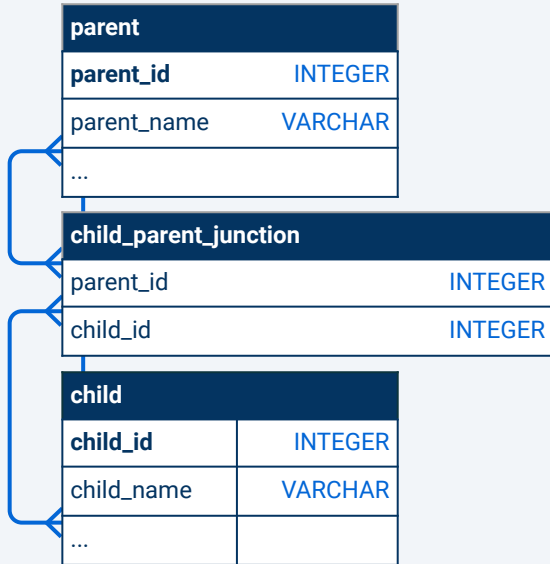 parent
parent_id INTEGER
parent_name VARCHAR
...
child_parent_junction
parent_id INTEGER
child_id INTEGER
child
child_id INTEGER
child_name VARCHAR
...